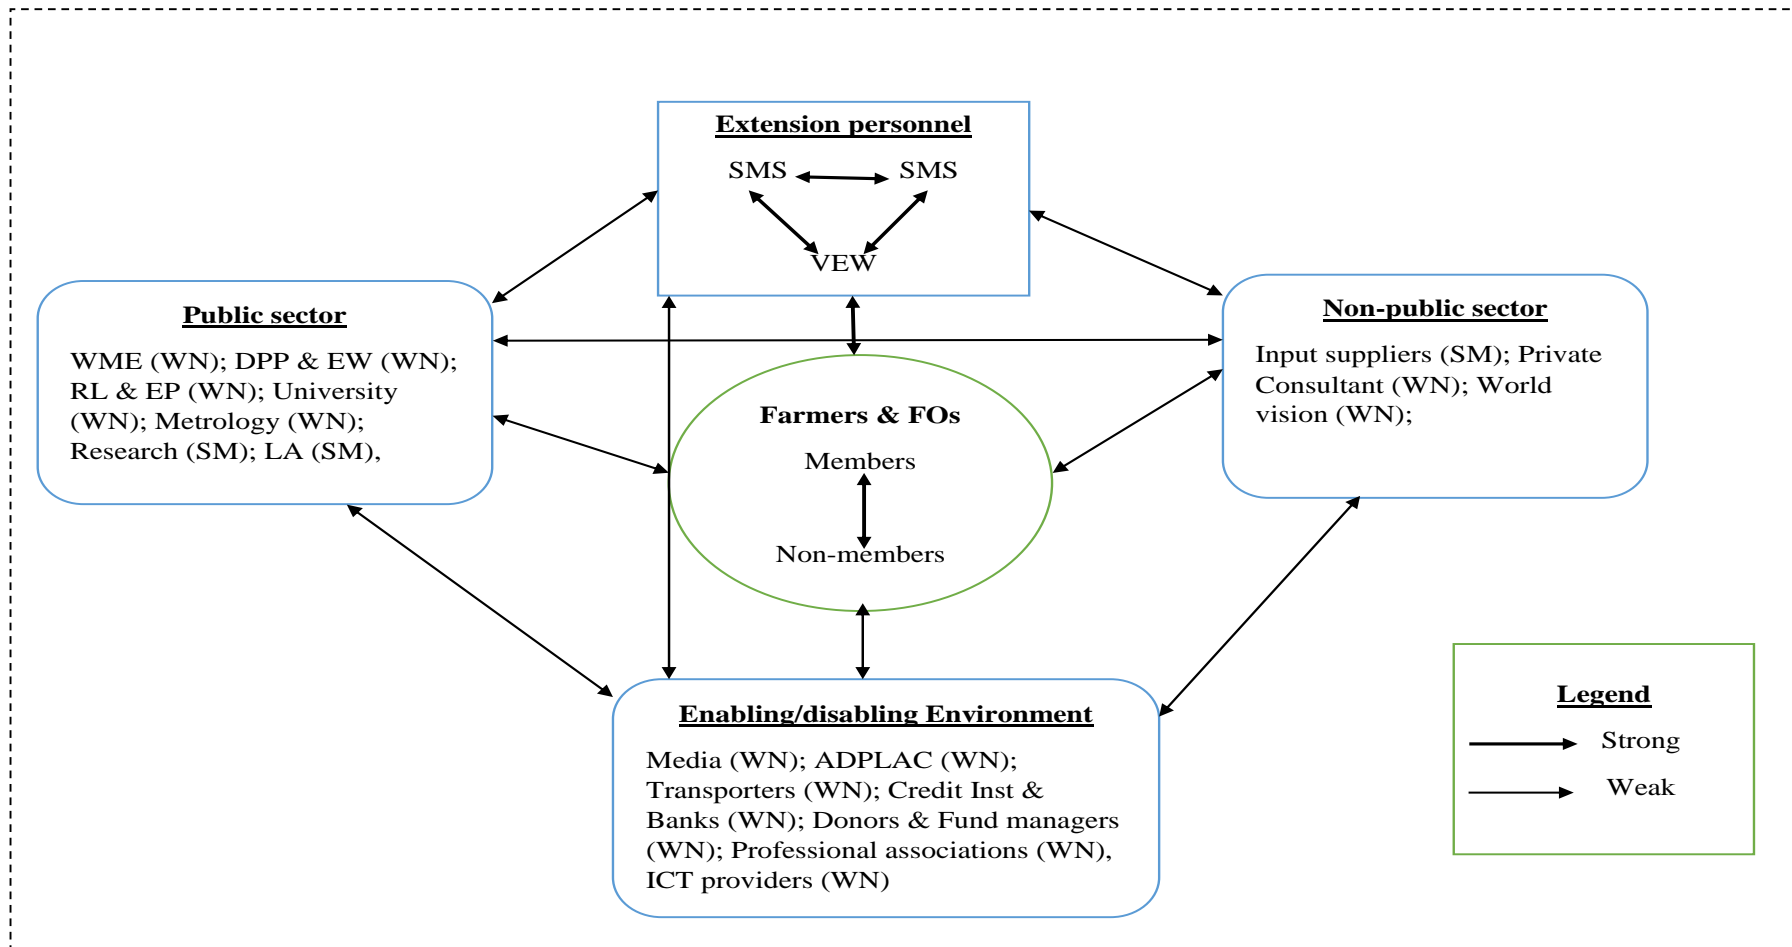 Extension personnel
SMS
SMS
VEW
Public sector
WME (WN); DPP & EW (WN);
RL & EP (WN); University
(WN); Metrology (WN);
Research (SM); LA (SM),
Non-public sector
Input suppliers (SM); Private
Consultant (WN); World
vision (WN);
Farmers & FOs
Members
Non-members
Enabling/disabling Environment
Media (WN); ADPLAC (WN);
Transporters (WN); Credit Inst &
Banks (WN); Donors & Fund managers
(WN); Professional associations (WN),
ICT providers (WN)
Legend
Strong
Weak